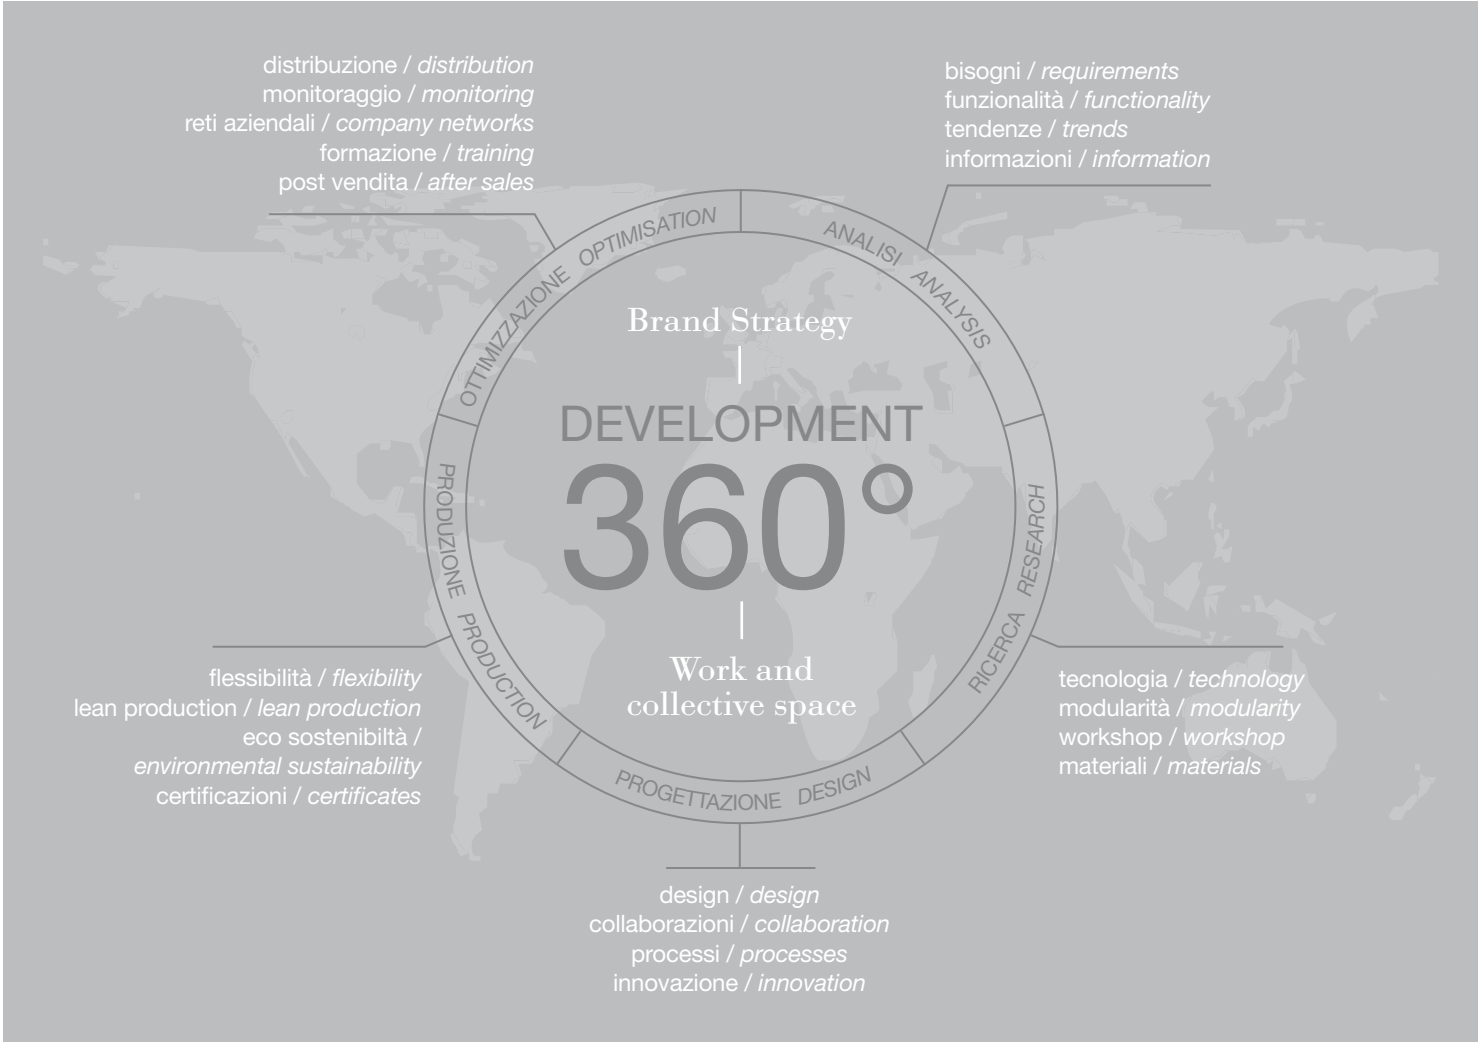 distribuzione / distribution
monitoraggio / monitoring
reti aziendali / company networks
formazione / training
post vendita / after sales
bisogni / requirements
funzionalità / functionality
tendenze / trends
informazioni / information
OTTIMIZZAZIONE OPTIMISATION
ANALISI ANALYSIS
Brand Strategy
DEVELOPMENT
360°
Work and
collective space
PRODUZIONE PRODUCTION
RICERCA RESEARCH
PROGETTAZIONE DESIGN
flessibilità / flexibility
lean production / lean production
eco sostenibiltà /
environmental sustainability
certificazioni / certificates
tecnologia / technology
modularità / modularity
workshop / workshop
materiali / materials
design / design
collaborazioni / collaboration
processi / processes
innovazione / innovation